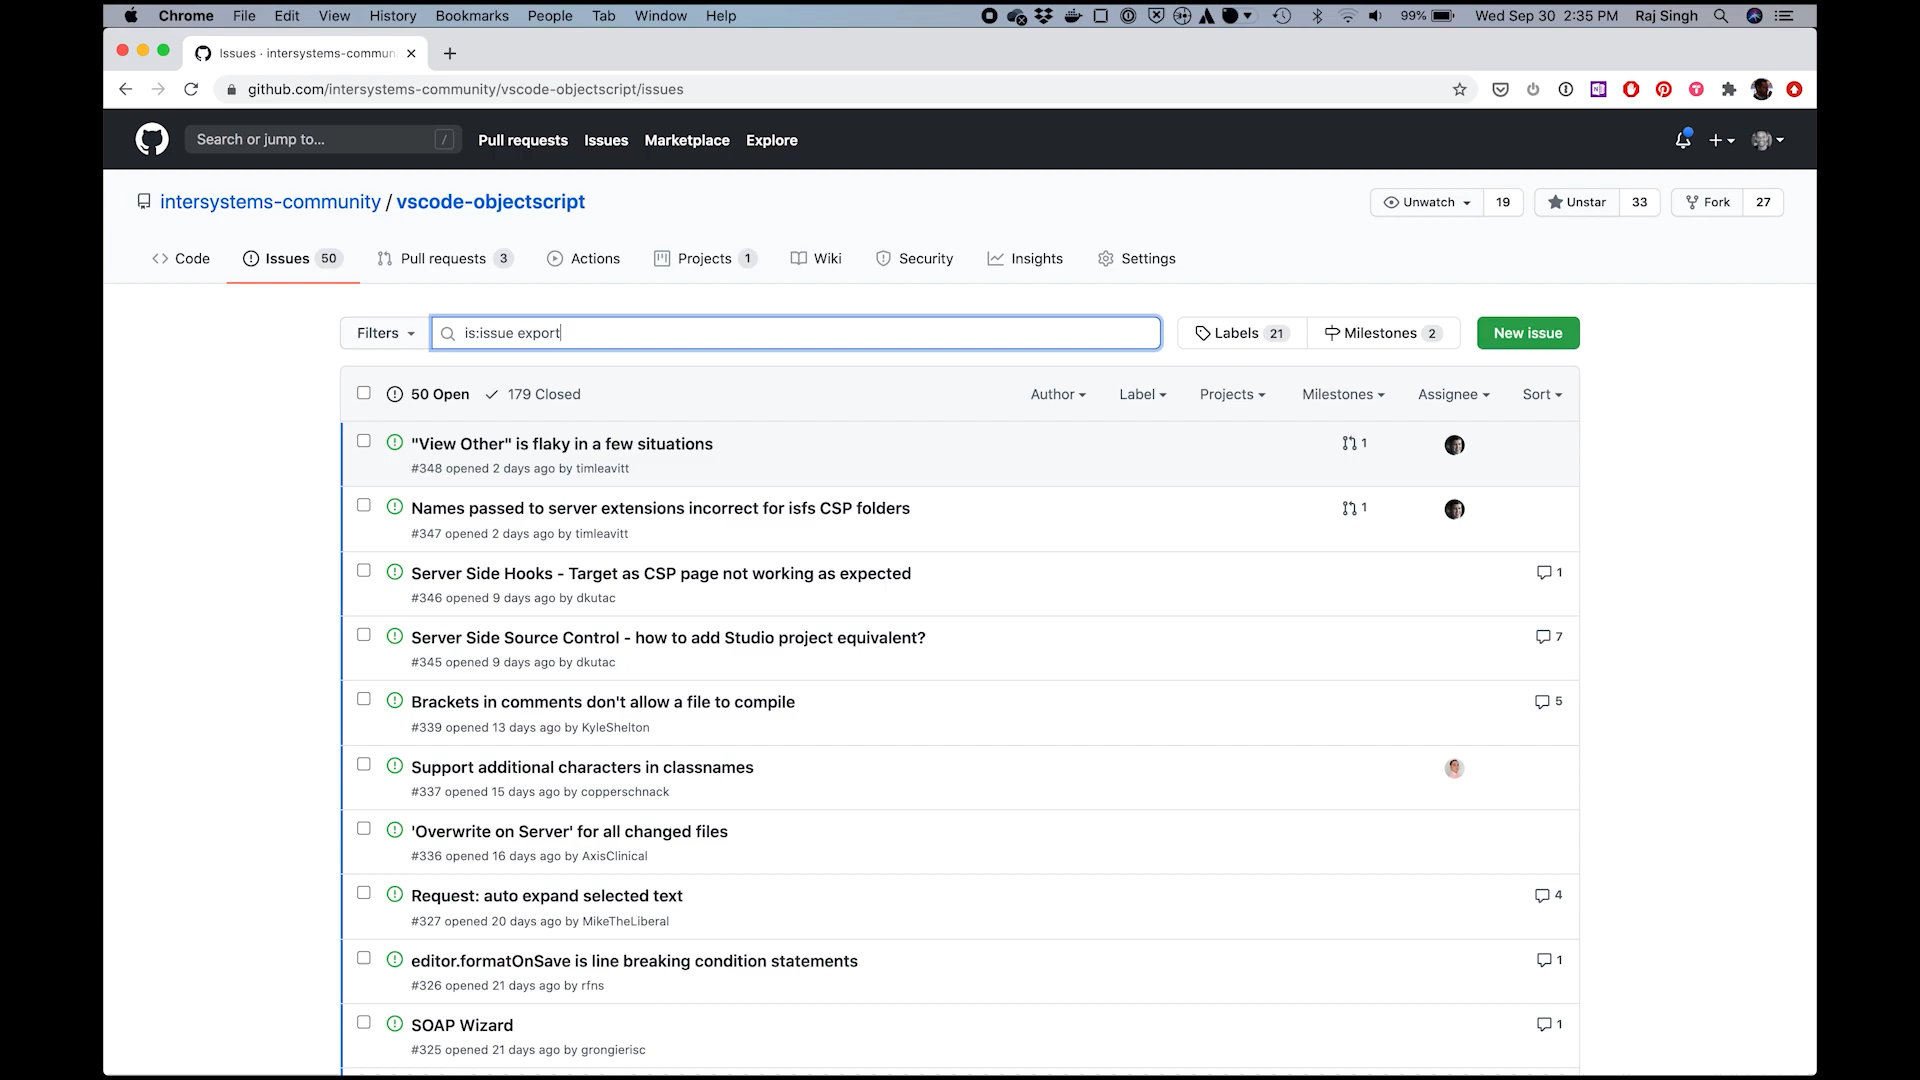 Chrome File Edit View History Bookmarks People Tab Window Help 99% Wed Sep 30 2:35 PM Raj Singh
Issues · intersystems-commun
github.com/intersystems-community/vscode-objectscript/issues
Search or jump to... / Pull requests Issues Marketplace Explore
intersystems-community / vscode-objectscript Unwatch 19 Unstar 33 Fork 27
Code Issues 50 Pull requests 3 Actions Projects 1 Wiki Security Insights Settings
Filters is:issue export Labels 21 Milestones 2 New issue
50 Open 179 Closed Author Label Projects Milestones Assignee Sort
"View Other" is flaky in a few situations 1
#348 opened 2 days ago by timleavitt
Names passed to server extensions incorrect for isfs CSP folders 1
#347 opened 2 days ago by timleavitt
Server Side Hooks - Target as CSP page not working as expected 1
#346 opened 9 days ago by dkutac
Server Side Source Control - how to add Studio project equivalent? 7
#345 opened 9 days ago by dkutac
Brackets in comments don't allow a file to compile 5
#339 opened 13 days ago by KyleShelton
Support additional characters in classnames
#337 opened 15 days ago by copperschnack
'Overwrite on Server' for all changed files
#336 opened 16 days ago by AxisClinical
Request: auto expand selected text 4
#327 opened 20 days ago by MikeTheLiberal
editor.formatOnSave is line breaking condition statements 1
#326 opened 21 days ago by rfns
SOAP Wizard 1
#325 opened 21 days ago by grongierisc